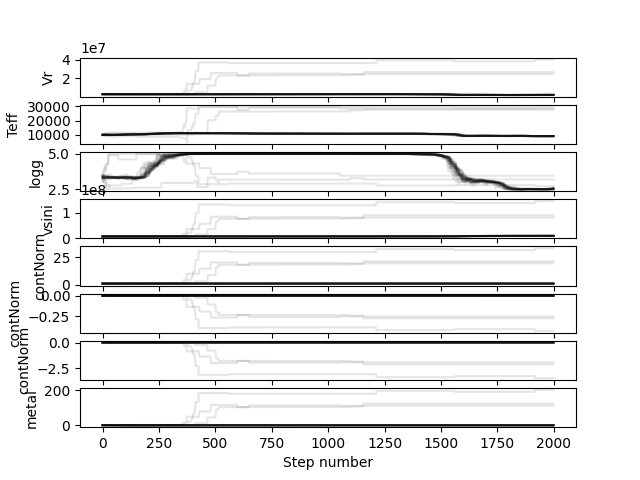 1e7
4
2
Vr
30000
20000
10000
Teff
5.0
2.5
logg
1e8
1
0
vsini
25
0
contNorm
0.00
−0.25
contNorm
0.0
−2.5
contNorm
200
0
metal
0 250 500 750 1000 1250 1500 1750 2000
Step number